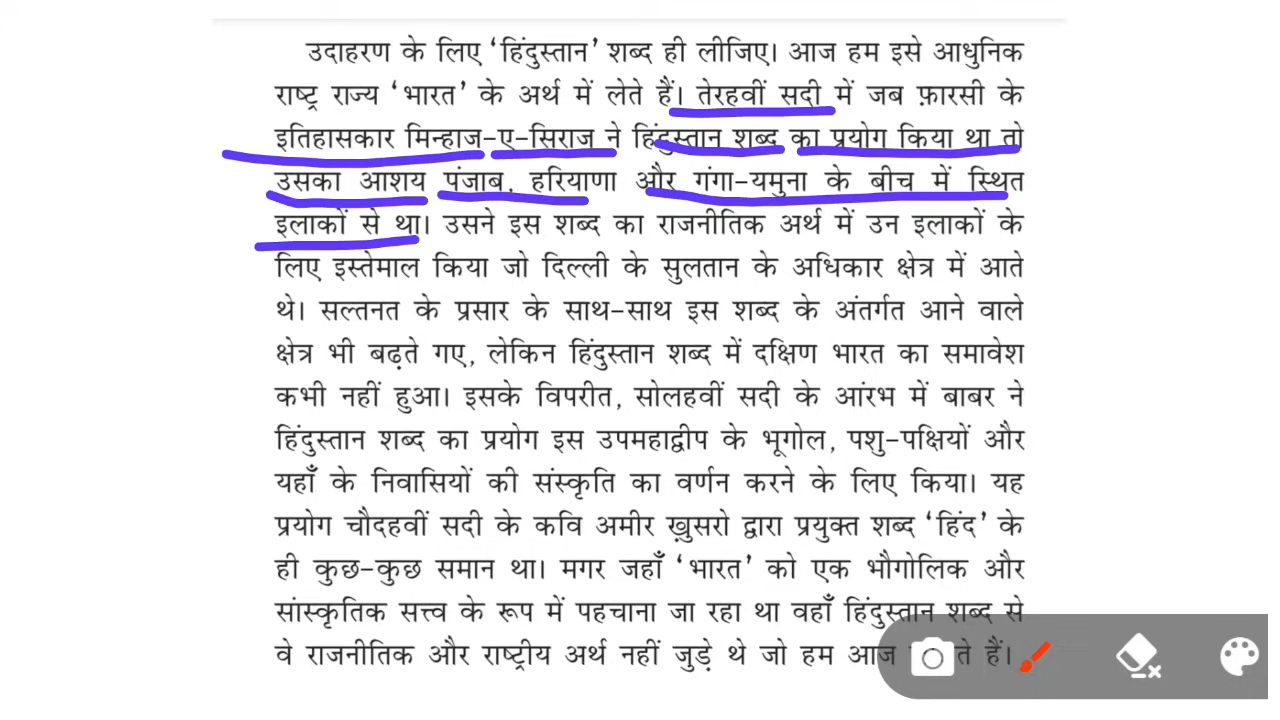 उदाहरण के लिए ‘हिंदुस्तान’ शब्द ही लीजिए। आज हम इसे आधुनिक
राष्ट्र राज्य ‘भारत’ के अर्थ में लेते हैं। तेरहवीं सदी में जब फ़ारसी के
इतिहासकार मिन्हाज-ए-सिराज ने हिंदुस्तान शब्द का प्रयोग किया था तो
उसका आशय पंजाब, हरियाणा और गंगा-यमुना के बीच में स्थित
इलाकों से था। उसने इस शब्द का राजनीतिक अर्थ में उन इलाकों के
लिए इस्तेमाल किया जो दिल्ली के सुलतान के अधिकार क्षेत्र में आते
थे। सल्तनत के प्रसार के साथ-साथ इस शब्द के अंतर्गत आने वाले
क्षेत्र भी बढ़ते गए, लेकिन हिंदुस्तान शब्द में दक्षिण भारत का समावेश
कभी नहीं हुआ। इसके विपरीत, सोलहवीं सदी के आंरभ में बाबर ने
हिंदुस्तान शब्द का प्रयोग इस उपमहाद्वीप के भूगोल, पशु-पक्षियों और
यहाँ के निवासियों की संस्कृति का वर्णन करने के लिए किया। यह
प्रयोग चौदहवीं सदी के कवि अमीर ख़ुसरो द्वारा प्रयुक्त शब्द ‘हिंद’ के
ही कुछ-कुछ समान था। मगर जहाँ ‘भारत’ को एक भौगोलिक और
सांस्कृतिक सत्त्व के रूप में पहचाना जा रहा था वहाँ हिंदुस्तान शब्द से
वे राजनीतिक और राष्ट्रीय अर्थ नहीं जुड़े थे जो हम आज हैं।